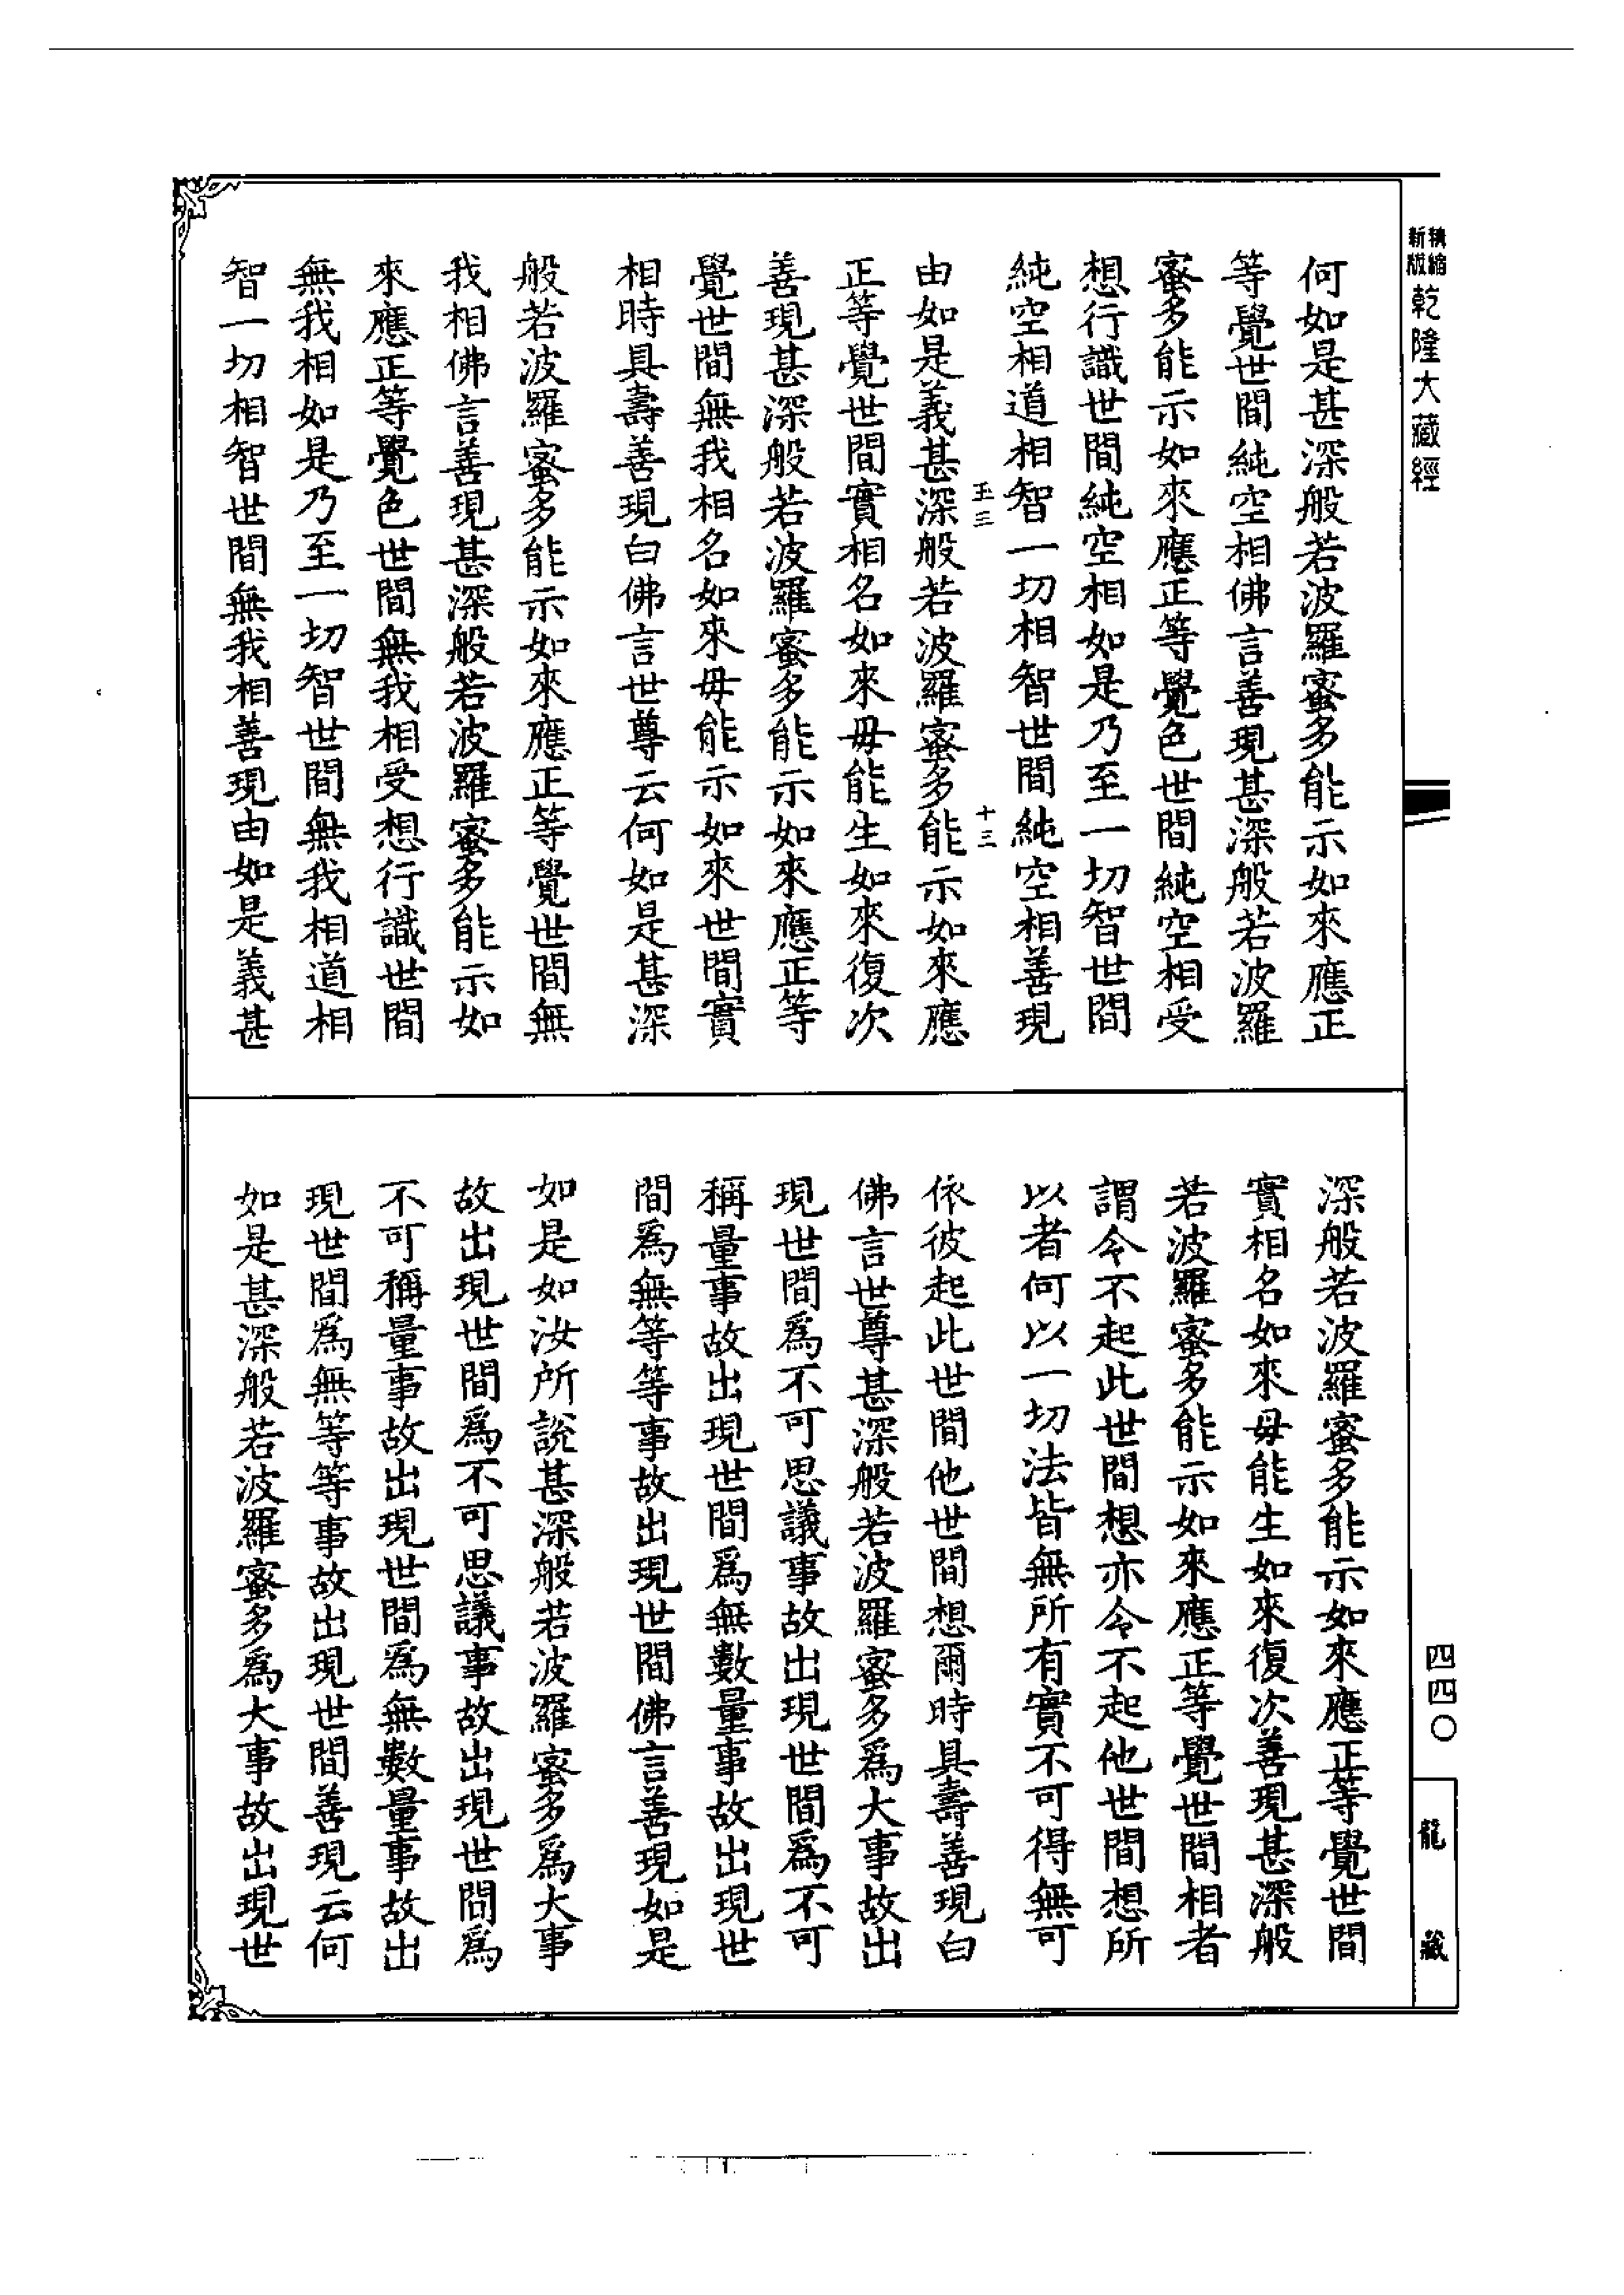 新版精縮乾隆大藏經
何如是甚深般若波羅蜜多能示如來應正
等覺世間純空相佛言善現甚深般若波羅
蜜多能示如來應正等覺色世間純空相受
想行識世間純空相如是乃至一切智世間
純空相道相智一切相智世間純空相善現
玉三
十三
由如是義甚深般若波羅蜜多能示如來應
正等覺世間實相名如來母能生如來復次
善現甚深般若波羅蜜多能示如來應正等
覺世間無我相名如來母能示如來世間實
相時具壽善現白佛言世尊云何如是甚深
般若波羅蜜多能示如來應正等覺世間無
我相佛言善現甚深般若波羅蜜多能示如
來應正等覺色世間無我相受想行識世間
無我相如是乃至一切智世間無我相道相
智一切相智世間無我相善現由如是義甚
深般若波羅蜜多能示如來應正等覺世間
實相名如來母能生如來復次善現甚深般
若波羅蜜多能示如來應正等覺世間相者
謂令不起此世間想亦令不起他世間想所
以者何以一切法皆無所有實不可得無可
依彼起此世間他世間想爾時具壽善現白
佛言世尊甚深般若波羅蜜多為大事故出
現世間為不可思議事故出現世間為不可
稱量事故出現世間為無數量事故出現世
間為無等等事故出現世間佛言善現如是
如是如汝所說甚深般若波羅蜜多為大事
故出現世間為不可思議事故出現世間為
不可稱量事故出現世間為無數量事故出
現世間為無等等事故出現世間善現云何
如是甚深般若波羅蜜多為大事故出現世
四四〇
龍藏